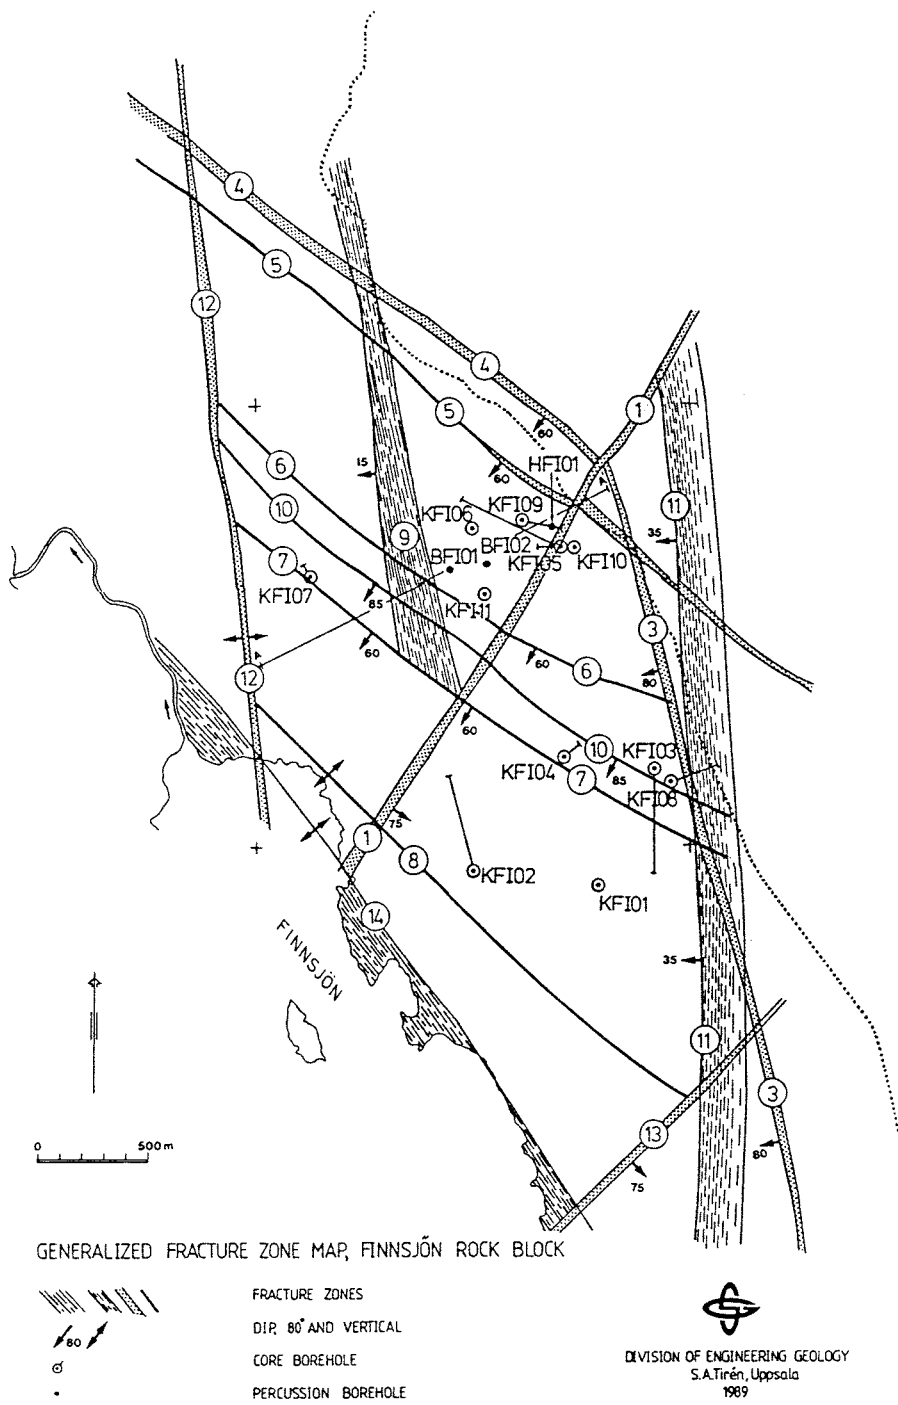 4
5
12
4
1
5
60
HFI01
60
6
15
KFI09
11
10
KFI06
9
35
BFI02
KFI05
KFI10
7
BFI01
KFI07
85
KFI11
3
60
60
6
12
80
60
10
KFI03
KFI04
7
85
KFI08
75
1
8
KFI02
KFI01
14
FINNSJÖN
35
11
3
0 500 m
13
80
75
GENERALIZED FRACTURE ZONE MAP, FINNSJÖN ROCK BLOCK
FRACTURE ZONES
80 DIP, 80° AND VERTICAL
CORE BOREHOLE
PERCUSSION BOREHOLE
DIVISION OF ENGINEERING GEOLOGY
S.A.Tirén, Uppsala
1989